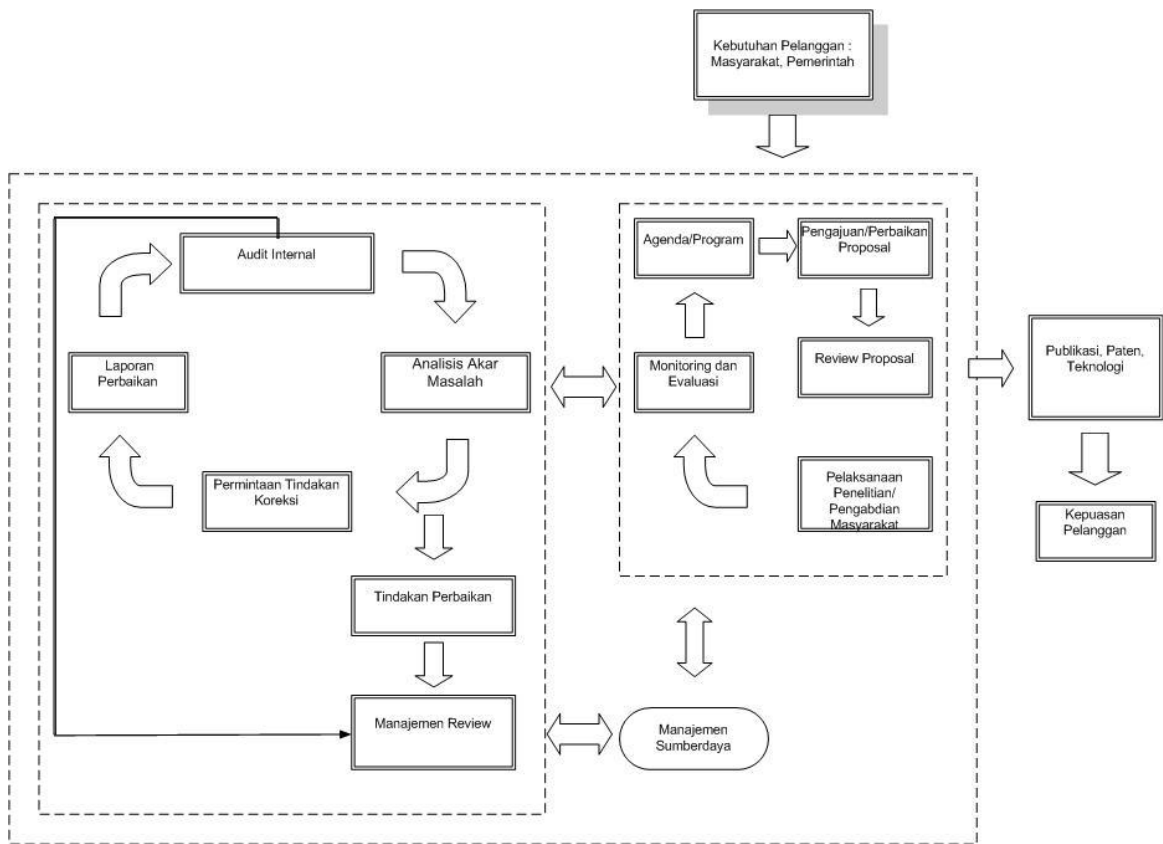 Kebutuhan Pelanggan :
Masyarakat, Pemerintah
Audit Internal
Agenda/Program
Pengajuan/Perbaikan
Proposal
Laporan
Perbaikan
Analisis Akar
Masalah
Monitoring dan
Evaluasi
Review Proposal
Publikasi, Paten,
Teknologi
Permintaan Tindakan
Koreksi
Pelaksanaan
Penelitian/
Pengabdian
Masyarakat
Kepuasan
Pelanggan
Tindakan Perbaikan
Manajemen Review
Manajemen
Sumberdaya